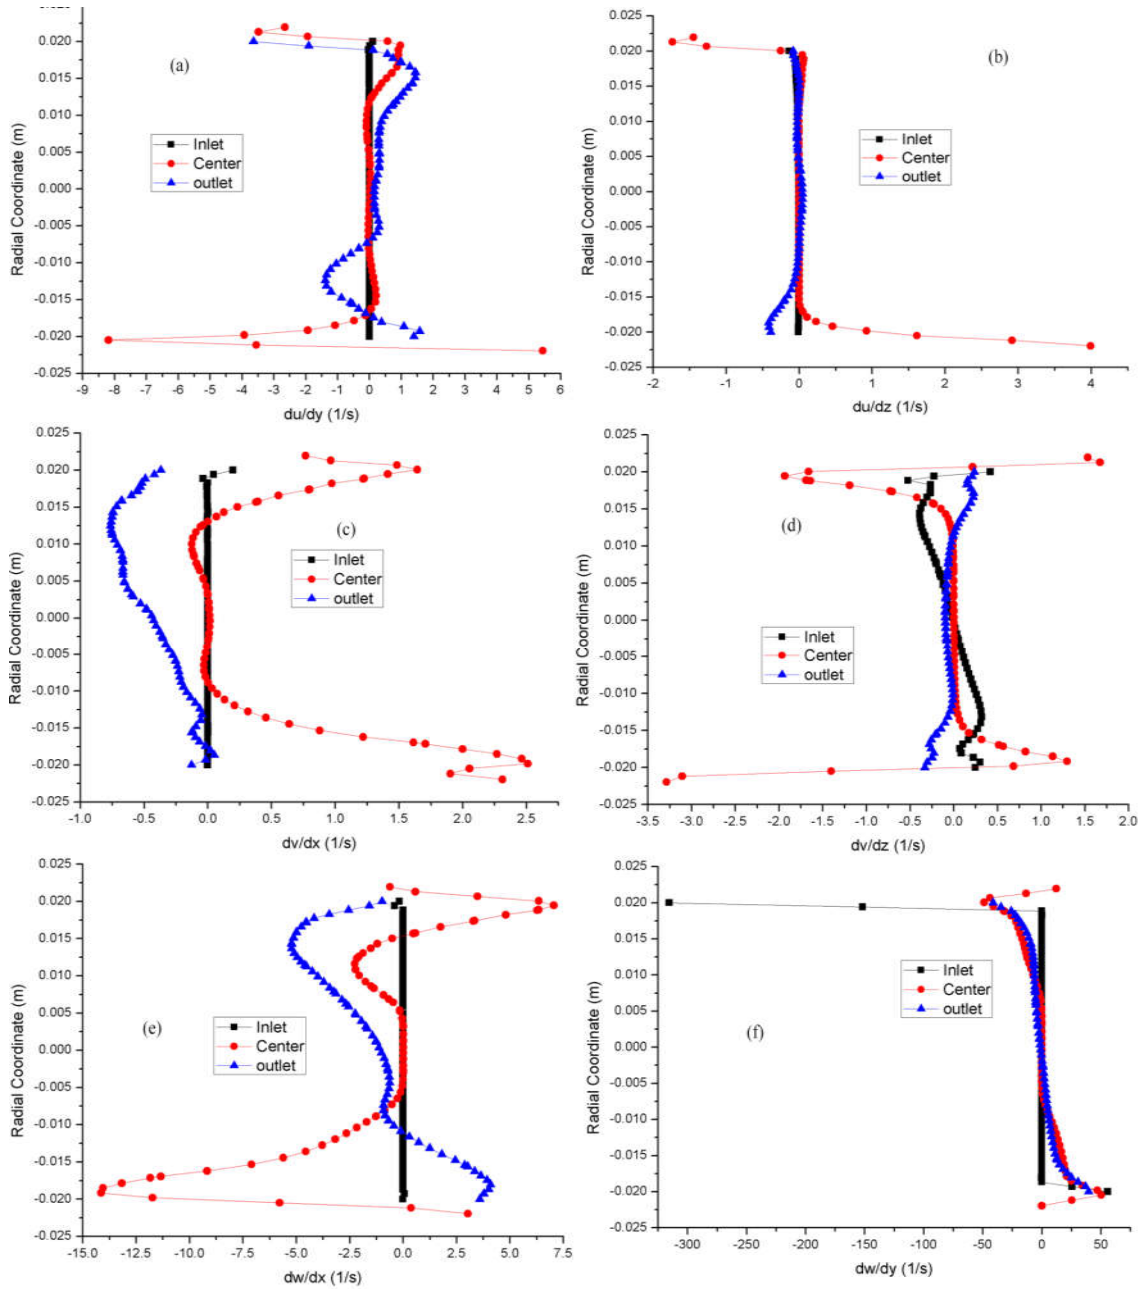 0.025
0.020
0.015
0.010
0.005
0.000
-0.005
-0.010
-0.015
-0.020
-0.025
Radial Coordinate (m)
(a)
Inlet
Center
outlet
-9 -8 -7 -6 -5 -4 -3 -2 -1 0 1 2 3 4 5 6
du/dy (1/s)
0.025
0.020
0.015
0.010
0.005
0.000
-0.005
-0.010
-0.015
-0.020
-0.025
Radial Coordinate (m)
(b)
Inlet
Center
outlet
-2 -1 0 1 2 3 4
du/dz (1/s)
0.025
0.020
0.015
0.010
0.005
0.000
-0.005
-0.010
-0.015
-0.020
-0.025
Radial Coordinate (m)
(c)
Inlet
Center
outlet
-1.0 -0.5 0.0 0.5 1.0 1.5 2.0 2.5
dv/dx (1/s)
0.025
0.020
0.015
0.010
0.005
0.000
-0.005
-0.010
-0.015
-0.020
-0.025
Radial Coordinate (m)
(d)
Inlet
Center
outlet
-3.5 -3.0 -2.5 -2.0 -1.5 -1.0 -0.5 0.0 0.5 1.0 1.5 2.0
dv/dz (1/s)
0.025
0.020
0.015
0.010
0.005
0.000
-0.005
-0.010
-0.015
-0.020
-0.025
Radial Coordinate (m)
(e)
Inlet
Center
outlet
-15.0 -12.5 -10.0 -7.5 -5.0 -2.5 0.0 2.5 5.0 7.5
dw/dx (1/s)
0.025
0.020
0.015
0.010
0.005
0.000
-0.005
-0.010
-0.015
-0.020
-0.025
Radial Coordinate (m)
(f)
Inlet
Center
outlet
-300 -250 -200 -150 -100 -50 0 50
dw/dy (1/s)